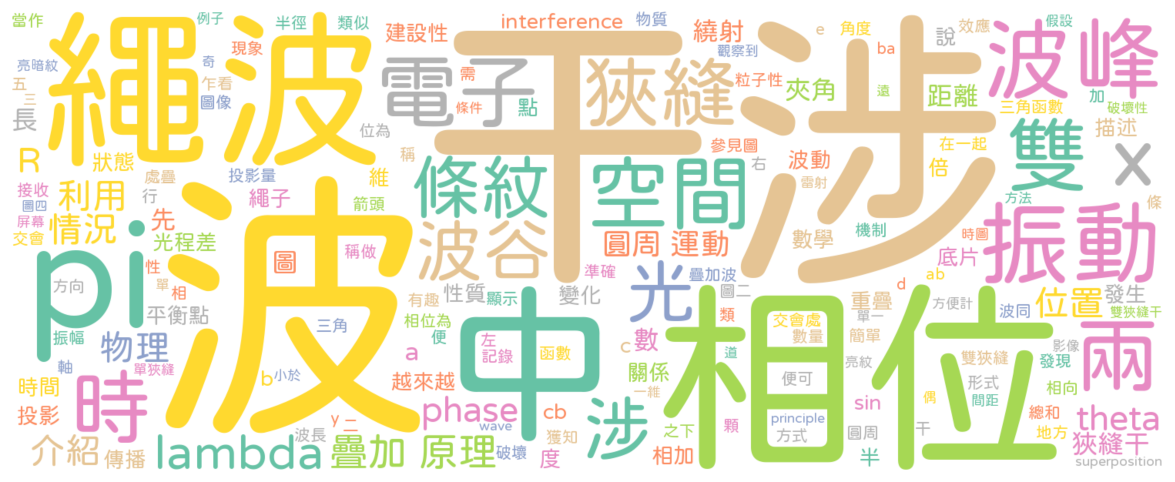 當作 例子 半徑 類似 建設性 interference 物質 繞射 e 角度 效應 假設
亮暗紋 奇 現象 觀察到 ba 說 波峰
繩波 電子 需 狹縫 粒子性 夾角 遠 距離 加
五 乍看 三 圖像 條件 點 干涉 三角函數 破壞性
長 位為 稱 參見圖 在一起 雙 描述
R 狀態 投影量 條紋 空間 右 波動 倍 x
接收 處疊 維 雷射
圖四 利用 行 繩子 箭頭 方法 條
屏幕 先
交會 情況 光程差 稱做 波谷 圓周 運動 數學 機制 振動 時圖
pi 性 圖 準確 疊加波 底片
方向 單 相 性質 顯示 變化 光 圖二 d ab 位置 發生
波 平衡點 有趣 中 重疊 方便計 雙狹縫干
振幅 三角 相位為 便 類 交會處 單一 相位 波同 兩
物理 左 數 數量 簡單 影像
軸 單狹縫 記錄 函數 c 道 亮紋 雙狹縫 發現
時間 時 b 小於 a 越來越 關係 便可 形式 相向
投影 一維 偶 間距
y 二 phase cb 涉 顆 principle sin 總和 theta
介紹 傳播 波長 wave 獲知 之下 方式 圓周 干 地方 狹縫干
lambda 疊加 原理 破壞 度 相加 半 superposition